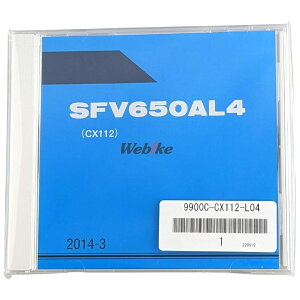 SFV650AL4
(CX112)
Webike
9900C-CX112-L04
1
2014-3